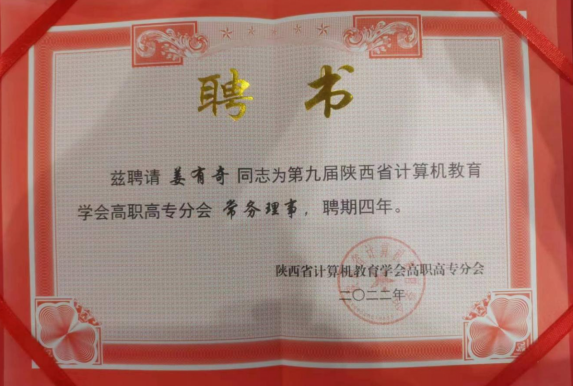 聘 书
兹聘请 姜有奇 同志为第九届陕西省计算机教育
学会高职高专分会 常务理事，聘期四年。
陕西省计算机教育学会高职高专分会
二〇二二年